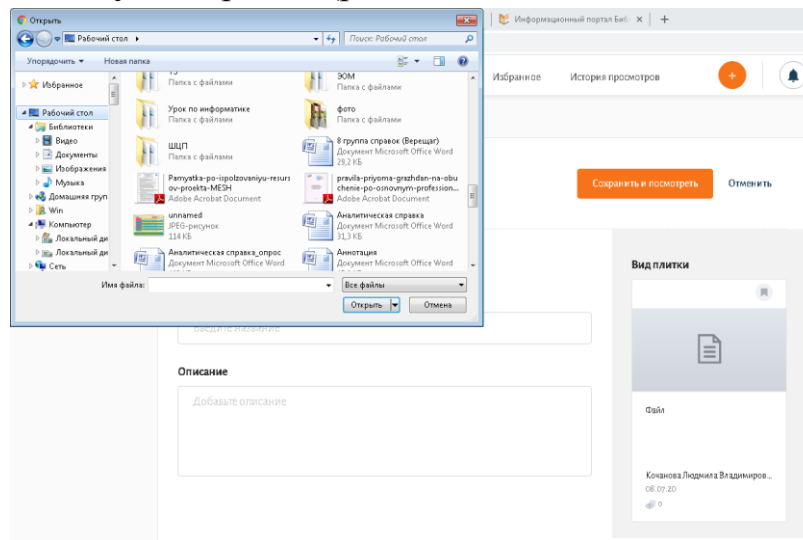 Открыть
Информационный портал Биб.
Рабочий стол
Поиск: Рабочий стол
Упорядочить
Новая папка
Избранное
История просмотров
Избранное
Рабочий стол
Библиотеки
Видео
Документы
Изображения
Музыка
Домашняя груп
Win
Компьютер
Локальный ди
Локальный ди
Сеть
Папка с файлами
ЭОМ
Папка с файлами
Урок по информатике
Папка с файлами
фото
Папка с файлами
ШЦП
Папка с файлами
8 группа справок (Верещаг)
Документ Microsoft Office Word
29,2 КБ
Pamyatka-po-ispolzovaniyu-resurs
ov-proekta-MESH
Adobe Acrobat Document
pravila-priyoma-grazhdan-na-obu
chenie-po-osnovnym-profession...
Adobe Acrobat Document
unnamed
JPEG-рисунок
114 КБ
Аналитическая справка
Документ Microsoft Office Word
31,3 КБ
Аналитическая справка_опрос
Документ Microsoft Office Word
Аннотация
Документ Microsoft Office Word
Имя файла:
Все файлы
Открыть
Отмена
Сохранить и посмотреть
Отменить
Вид плитки
Введите название
Описание
Добавьте описание
Файл
Кочанова Людмила Владимиров...
08.07.20
0